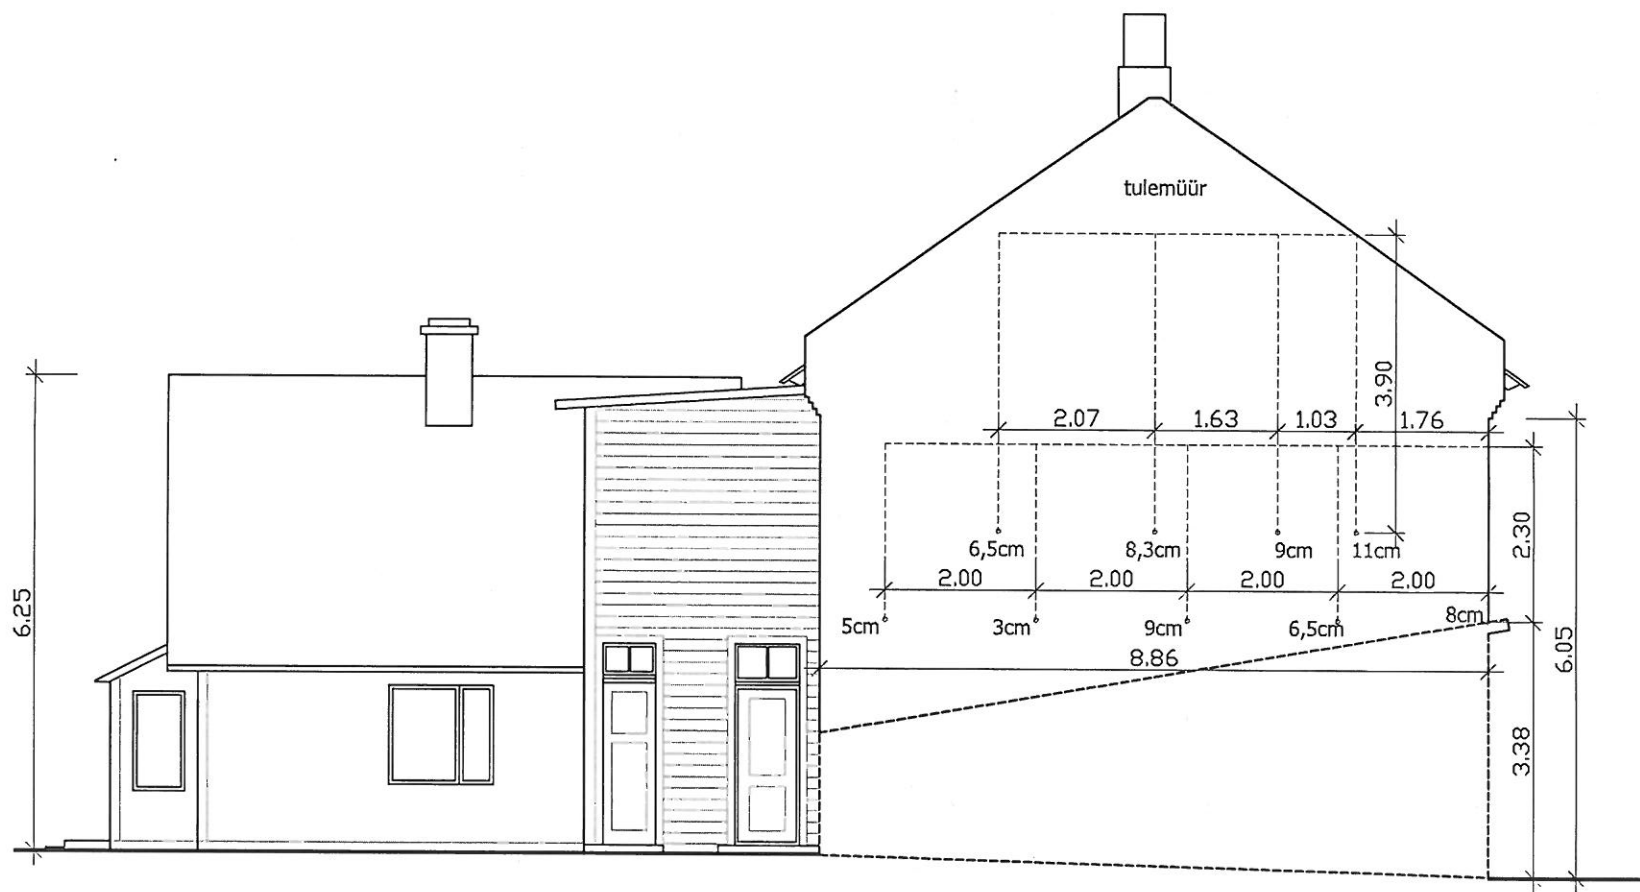 tulemüür
2.07
1.63
1.03
1.76
3.90
6,5cm
8,3cm
9cm
11cm
2.30
2.00
2.00
2.00
2.00
5cm
3cm
9cm
6,5cm
8cm
6.25
8.86
6.05
3.38